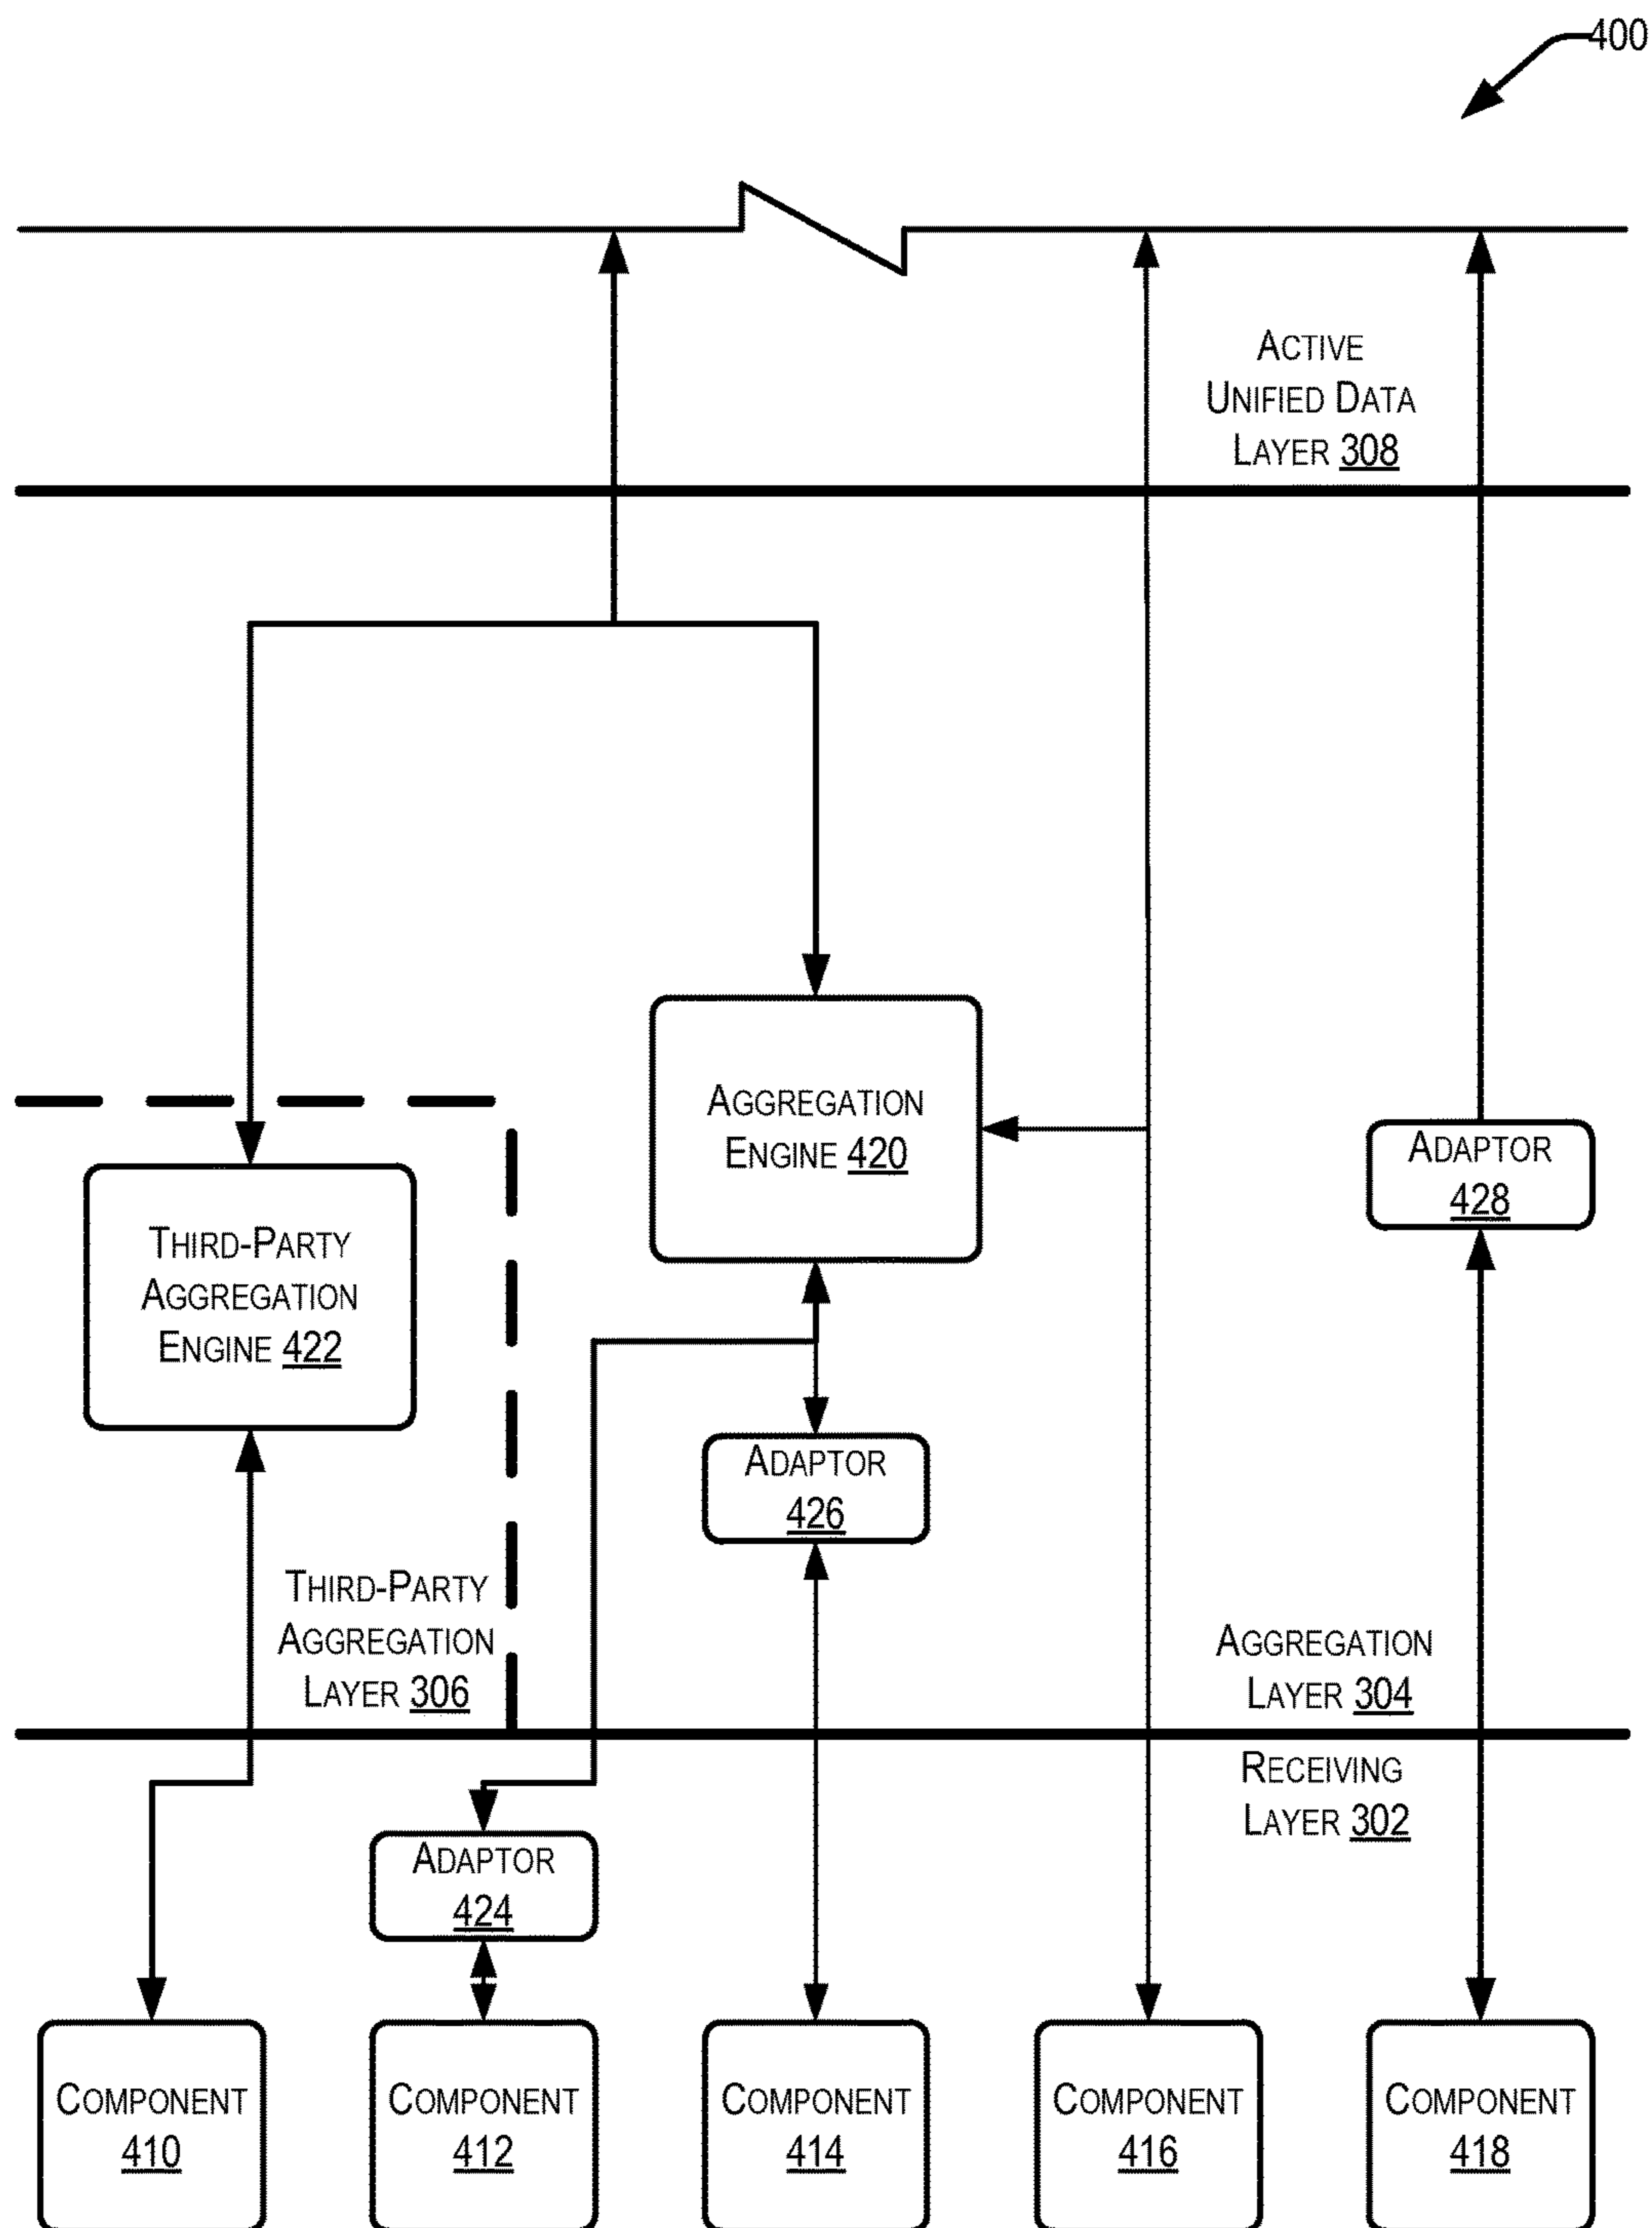 400
ACTIVE
UNIFIED DATA
LAYER 308
AGGREGATION
ENGINE 420
ADAPTOR
428
THIRD-PARTY
AGGREGATION
ENGINE 422
ADAPTOR
426
THIRD-PARTY
AGGREGATION
LAYER 306
AGGREGATION
LAYER 304
RECEIVING
LAYER 302
ADAPTOR
424
COMPONENT
410
COMPONENT
412
COMPONENT
414
COMPONENT
416
COMPONENT
418